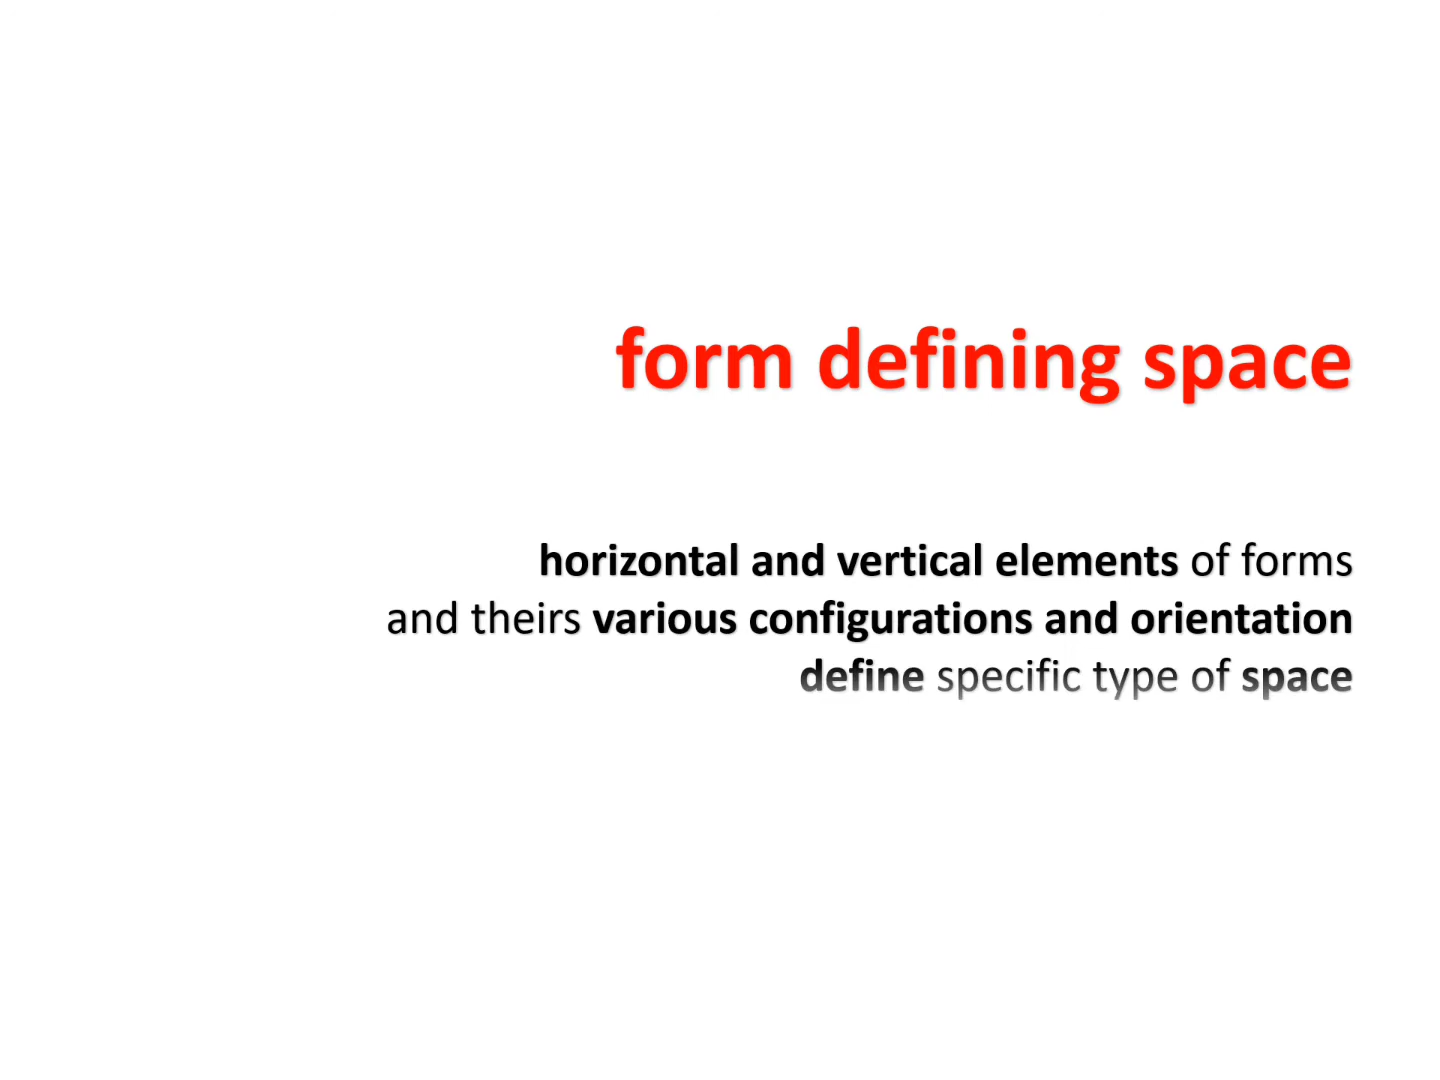 form defining space
horizontal and vertical elements of forms
and theirs various configurations and orientation
define specific type of space